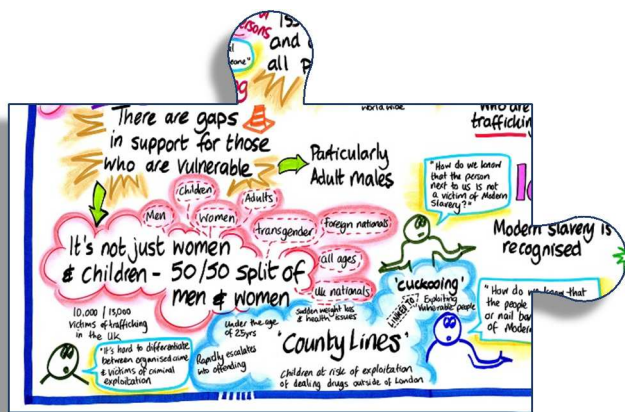 and
all
There are gaps
in support for those
who are vulnerable
Particularly
Adult males
World wide
who are
"How do we know
that the person
next to us is not
a victim of Modern
Slavery?"
Children
Adults
Men
Women
transgender
Foreign nationals
all ages
UK nationals
It's not just women
& Children - 50/50 split of
men & women
Modern Slavery is
recognised
10,000 / 13,000
Victims of trafficking
in the UK
"It's hard to differentiate
between organised crime
& victims of criminal
exploitation
Under the age
of 25yrs
Rapidly escalates
into offending
Sudden weight loss
& health issues
'County Lines'
Children at risk of exploitation
of dealing drugs outside of London
'Cuckooing'
Exploiting
Vulnerable people
LINKED TO?
"How do we know that
the people
or nail
of Modern